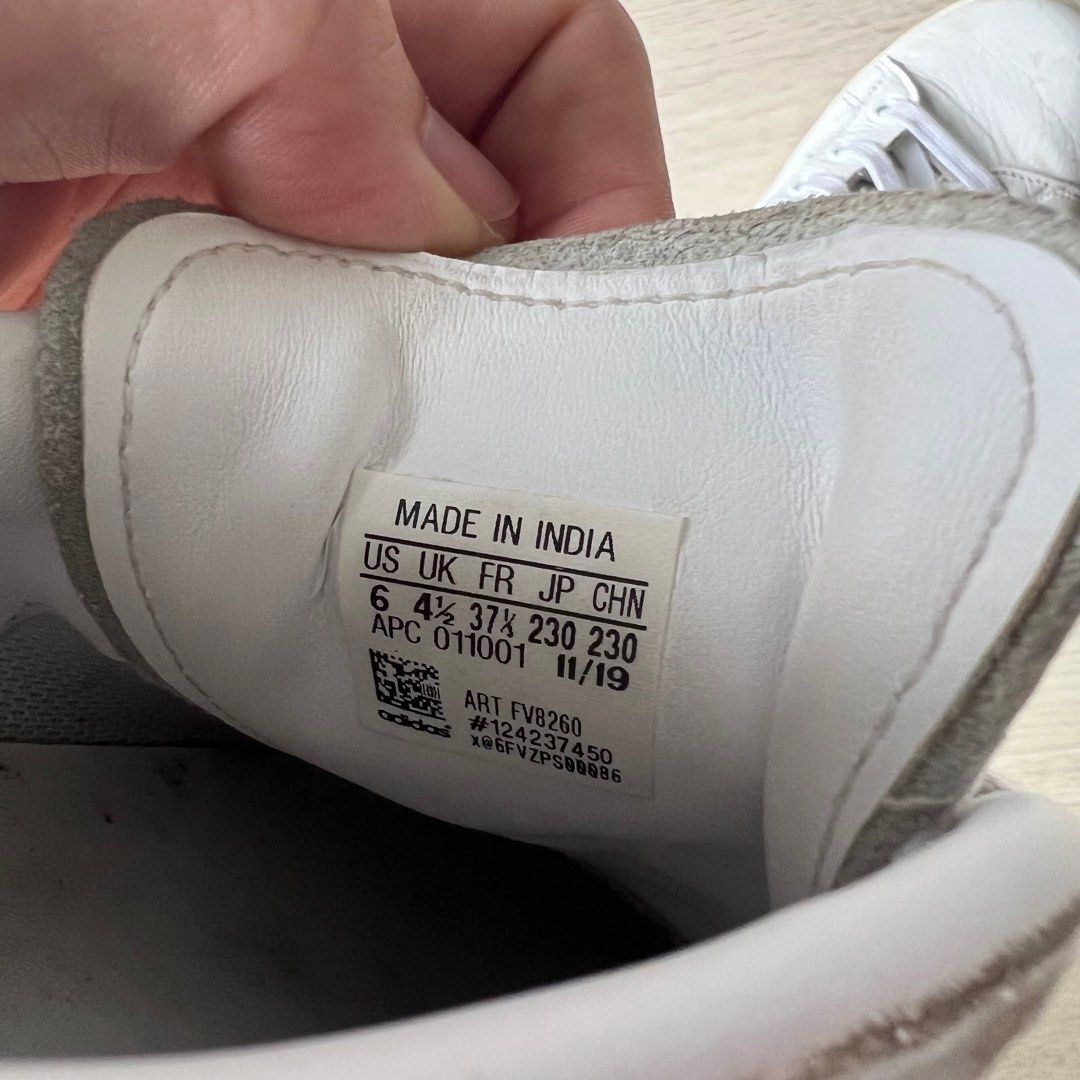 MADE IN INDIA
US UK FR JP CHN
6 4½ 37⅓ 230 230
APC 011001 11/19
ART FV8260
#124237450
adidas x@6FVZPS00086